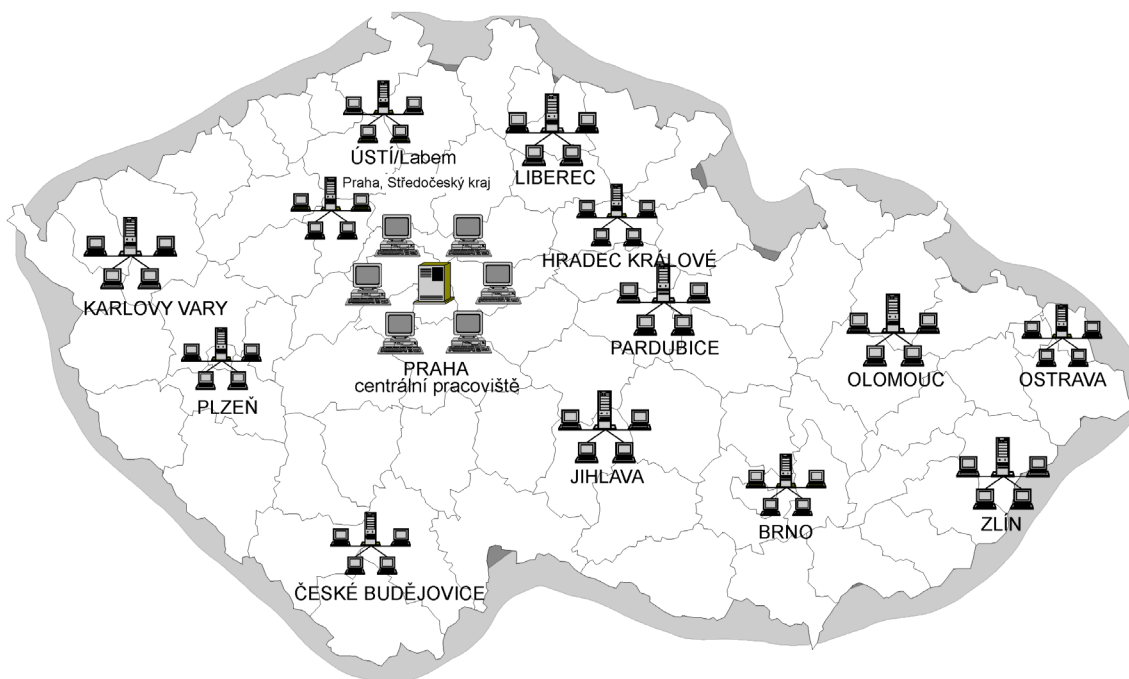 ÚSTÍ/Labem
LIBEREC
Praha, Středočeský kraj
HRADEC KRÁLOVÉ
KARLOVY VARY
PARDUBICE
PRAHA
centrální pracoviště
OLOMOUC
OSTRAVA
PLZEŇ
JIHLAVA
ZLÍN
BRNO
ČESKÉ BUDĚJOVICE